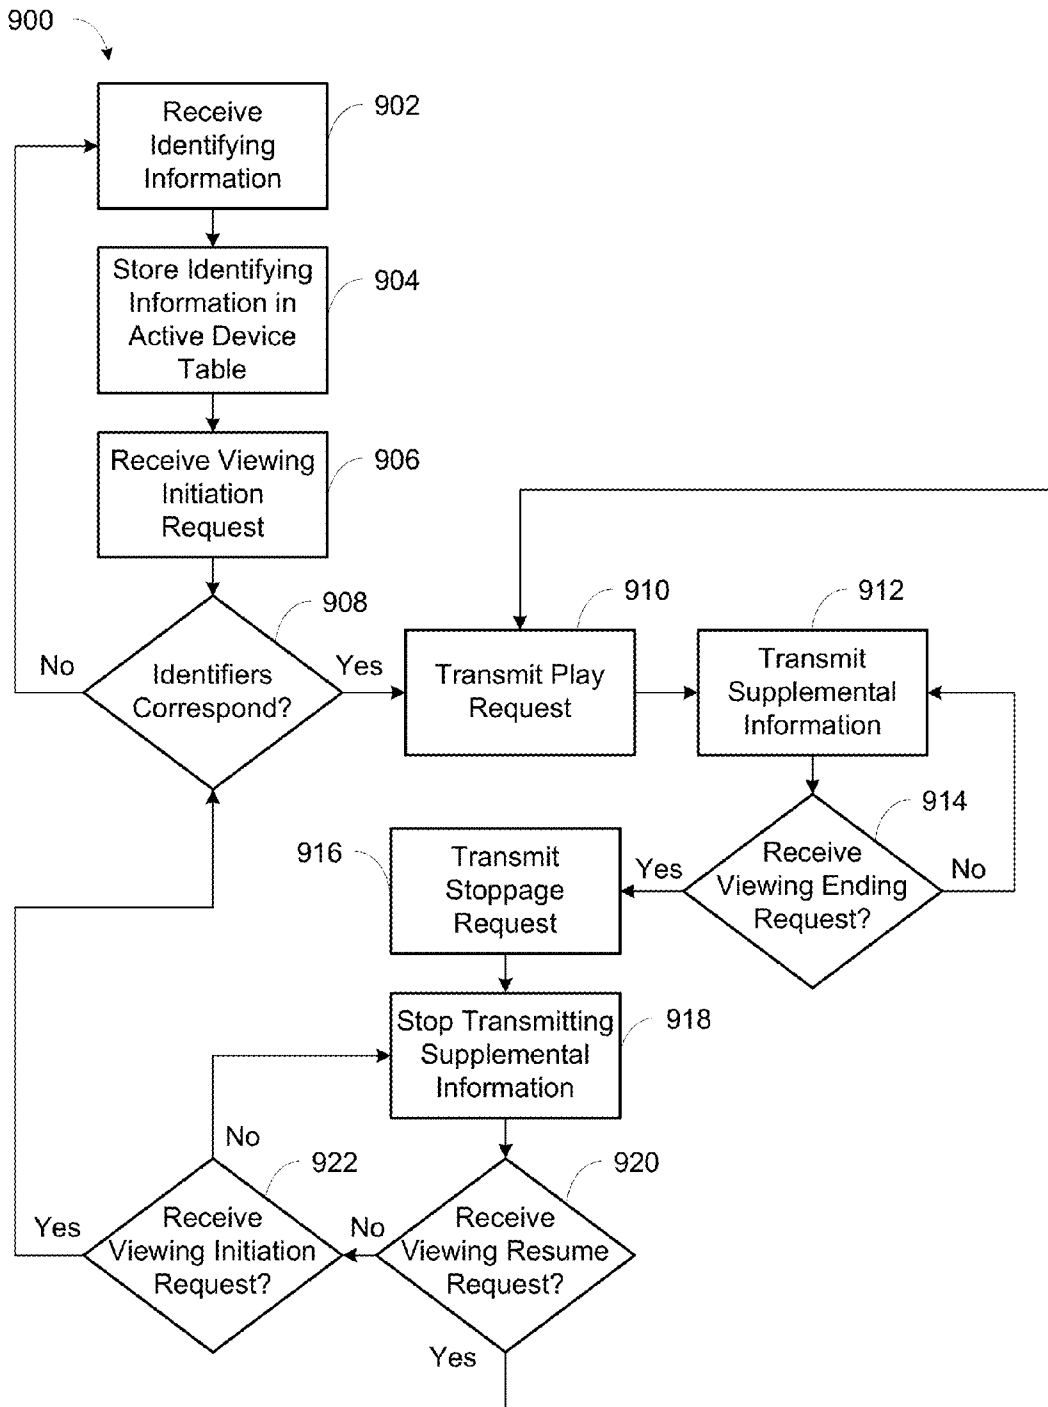 900
902
Receive
Identifying
Information
904
Store Identifying
Information in
Active Device
Table
906
Receive Viewing
Initiation
Request
908
No
Identifiers
Correspond?
Yes
910
Transmit Play
Request
912
Transmit
Supplemental
Information
914
Receive
Viewing Ending
Request?
No
Yes
916
Transmit
Stoppage
Request
918
Stop Transmitting
Supplemental
Information
920
Receive
Viewing Resume
Request?
No
Yes
922
Receive
Viewing Initiation
Request?
No
Yes